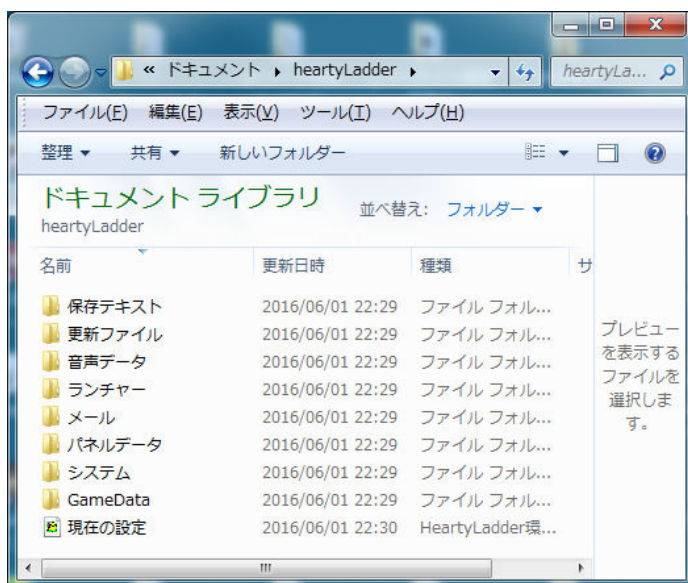 « ドキュメント ▸ heartyLadder ▸ heartyLa...
ファイル(F) 編集(E) 表示(V) ツール(T) ヘルプ(H)
整理 ▼ 共有 ▼ 新しいフォルダー
ドキュメント ライブラリ
heartyLadder
並べ替え: フォルダー ▼
名前 更新日時 種類 サ
保存テキスト 2016/06/01 22:29 ファイル フォル...
更新ファイル 2016/06/01 22:29 ファイル フォル...
音声データ 2016/06/01 22:29 ファイル フォル...
ランチャー 2016/06/01 22:29 ファイル フォル...
メール 2016/06/01 22:29 ファイル フォル...
パネルデータ 2016/06/01 22:29 ファイル フォル...
システム 2016/06/01 22:29 ファイル フォル...
GameData 2016/06/01 22:29 ファイル フォル...
現在の設定 2016/06/01 22:30 HeartyLadder環...
プレビュー
を表示する
ファイルを
選択しま
す。